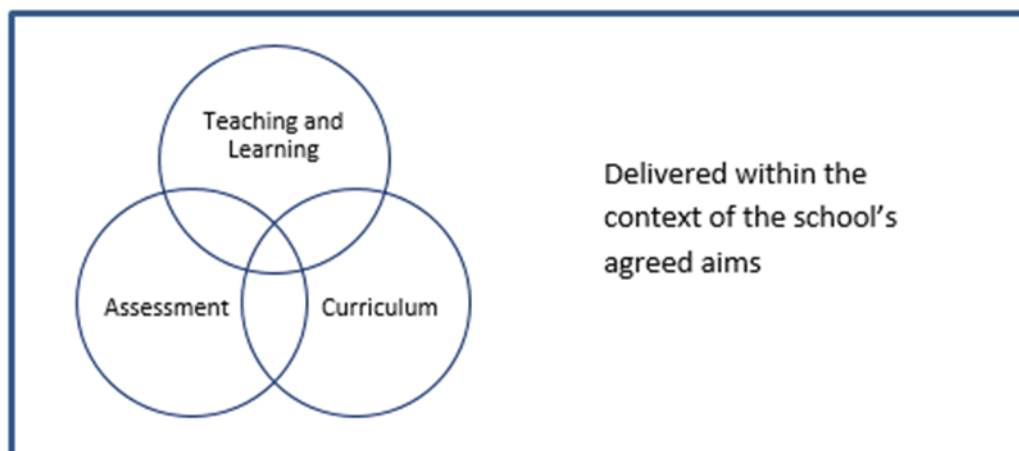 Teaching and
Learning
Assessment
Curriculum
Delivered within the
context of the school’s
agreed aims